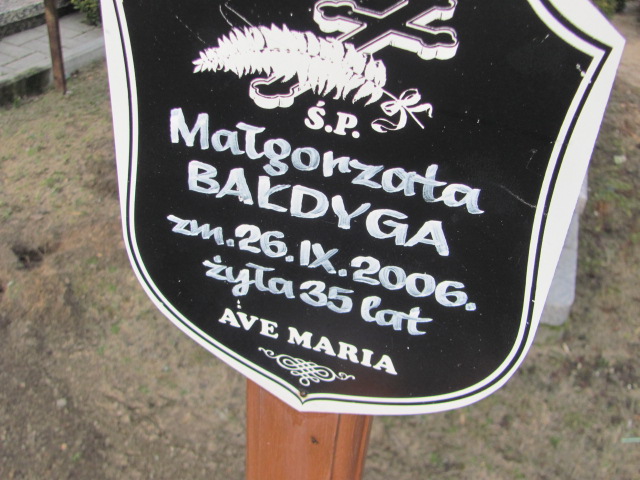 Ś.P.
Małgorzata
BAŁDYGA
zm. 26. IX. 2006.
żyła 35 lat
AVE MARIA